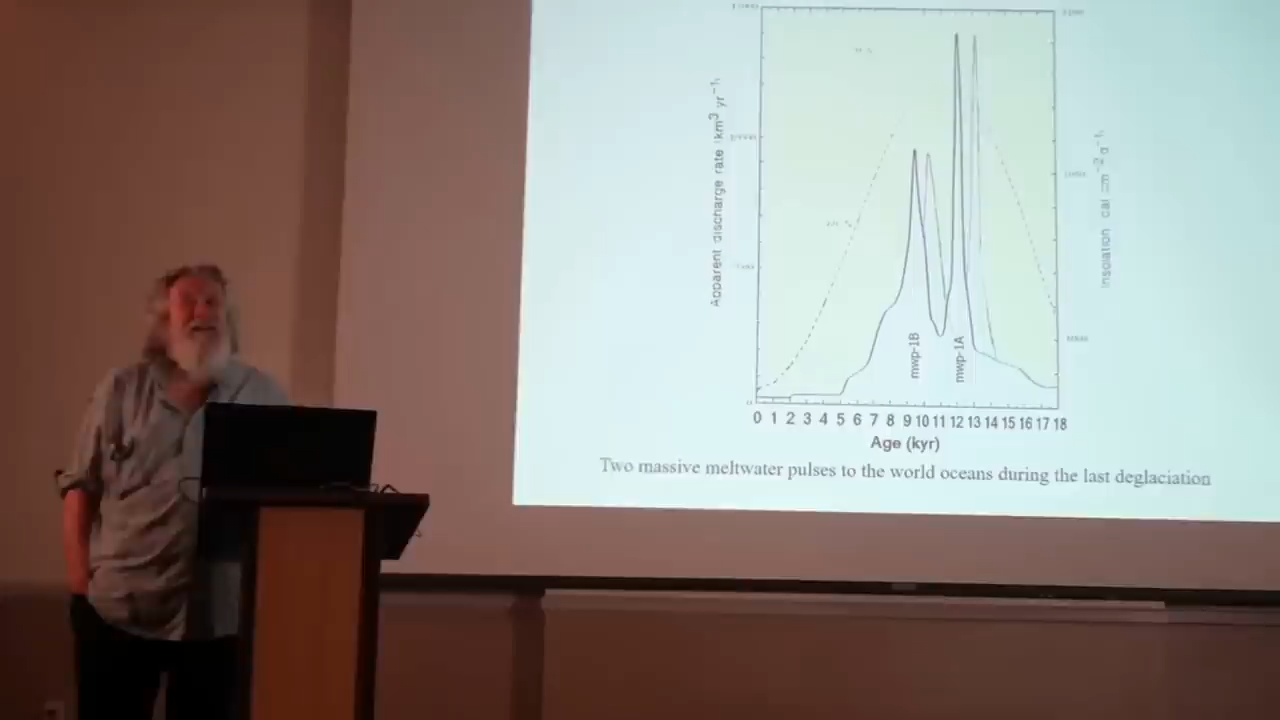 Apparent discharge rate (km³ yr⁻¹)
Insolation cal cm⁻² g⁻¹
mwp-1B
mwp-1A
0 1 2 3 4 5 6 7 8 9 10 11 12 13 14 15 16 17 18
Age (kyr)
Two massive meltwater pulses to the world oceans during the last deglaciation